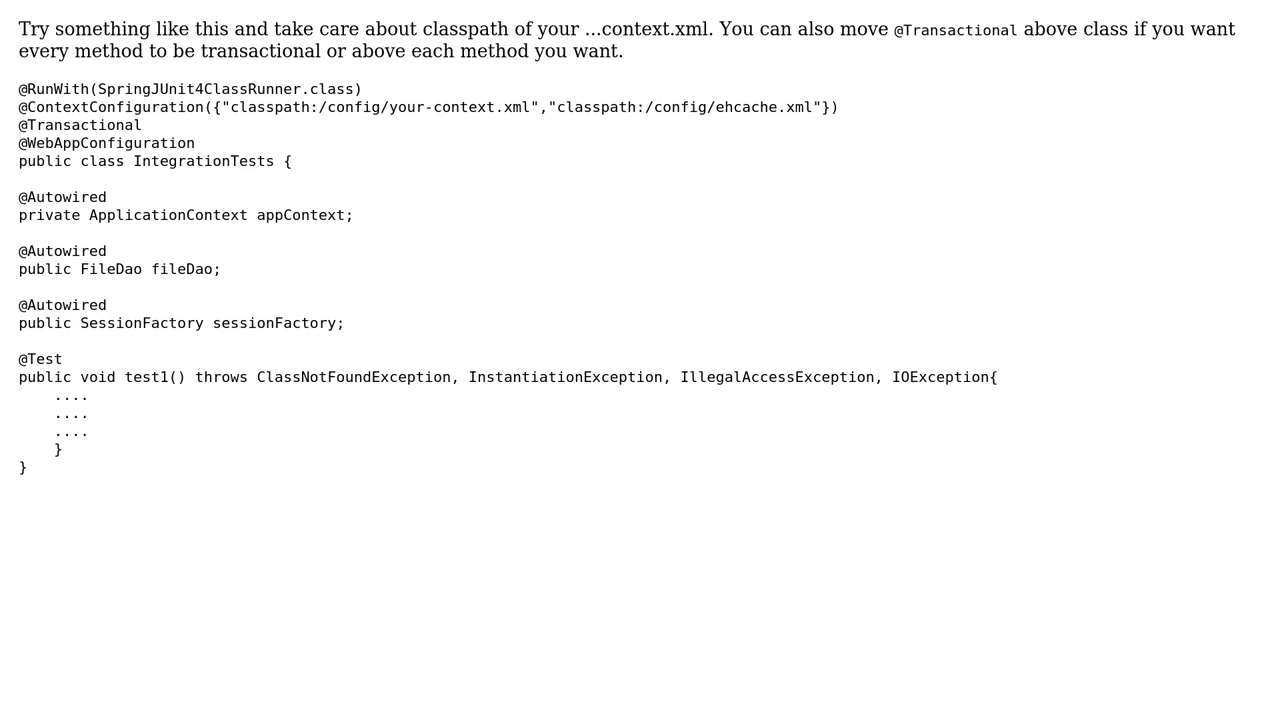 Try something like this and take care about classpath of your ...context.xml. You can also move @Transactional above class if you want
every method to be transactional or above each method you want.
@RunWith(SpringJUnit4ClassRunner.class)
@ContextConfiguration({"classpath:/config/your-context.xml","classpath:/config/ehcache.xml"})
@Transactional
@WebAppConfiguration
public class IntegrationTests {
@Autowired
private ApplicationContext appContext;
@Autowired
public FileDao fileDao;
@Autowired
public SessionFactory sessionFactory;
@Test
public void test1() throws ClassNotFoundException, InstantiationException, IllegalAccessException, IOException{
    ....
    ....
    ....
    }
}